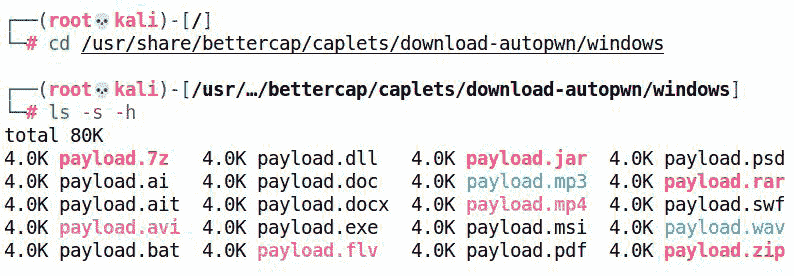 ┌──(root💀kali)-[/]
└─# cd /usr/share/bettercap/caplets/download-autopwn/windows
┌──(root💀kali)-[/usr/…/bettercap/caplets/download-autopwn/windows]
└─# ls -s -h
total 80K
4.0K payload.7z 4.0K payload.dll 4.0K payload.jar 4.0K payload.psd
4.0K payload.ai 4.0K payload.doc 4.0K payload.mp3 4.0K payload.rar
4.0K payload.ait 4.0K payload.docx 4.0K payload.mp4 4.0K payload.swf
4.0K payload.avi 4.0K payload.exe 4.0K payload.msi 4.0K payload.wav
4.0K payload.bat 4.0K payload.flv 4.0K payload.pdf 4.0K payload.zip